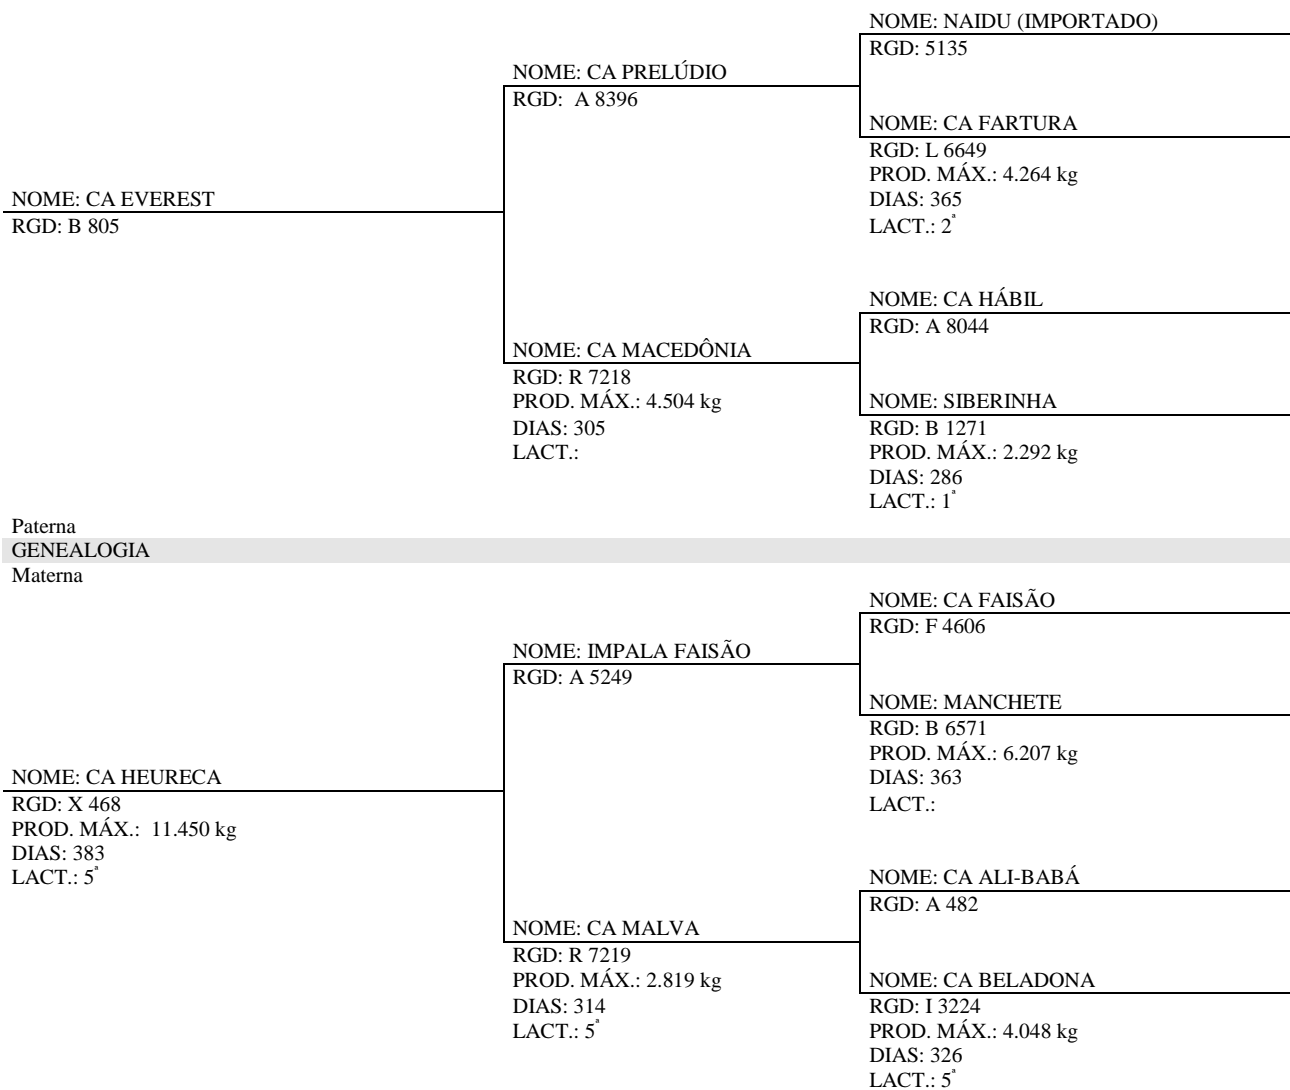 NOME: NAIDU (IMPORTADO)
RGD: 5135
NOME: CA PRELÚDIO
RGD: A 8396
NOME: CA FARTURA
RGD: L 6649
PROD. MÁX.: 4.264 kg
DIAS: 365
LACT.: 2ª
NOME: CA EVEREST
RGD: B 805
NOME: CA HÁBIL
RGD: A 8044
NOME: CA MACEDÔNIA
RGD: R 7218
PROD. MÁX.: 4.504 kg
DIAS: 305
LACT.:
NOME: SIBERINHA
RGD: B 1271
PROD. MÁX.: 2.292 kg
DIAS: 286
LACT.: 1ª
Paterna
GENEALOGIA
Materna
NOME: CA FAISÃO
RGD: F 4606
NOME: IMPALA FAISÃO
RGD: A 5249
NOME: MANCHETE
RGD: B 6571
PROD. MÁX.: 6.207 kg
DIAS: 363
LACT.:
NOME: CA HEURECA
RGD: X 468
PROD. MÁX.: 11.450 kg
DIAS: 383
LACT.: 5ª
NOME: CA ALI-BABÁ
RGD: A 482
NOME: CA MALVA
RGD: R 7219
PROD. MÁX.: 2.819 kg
DIAS: 314
LACT.: 5ª
NOME: CA BELADONA
RGD: I 3224
PROD. MÁX.: 4.048 kg
DIAS: 326
LACT.: 5ª